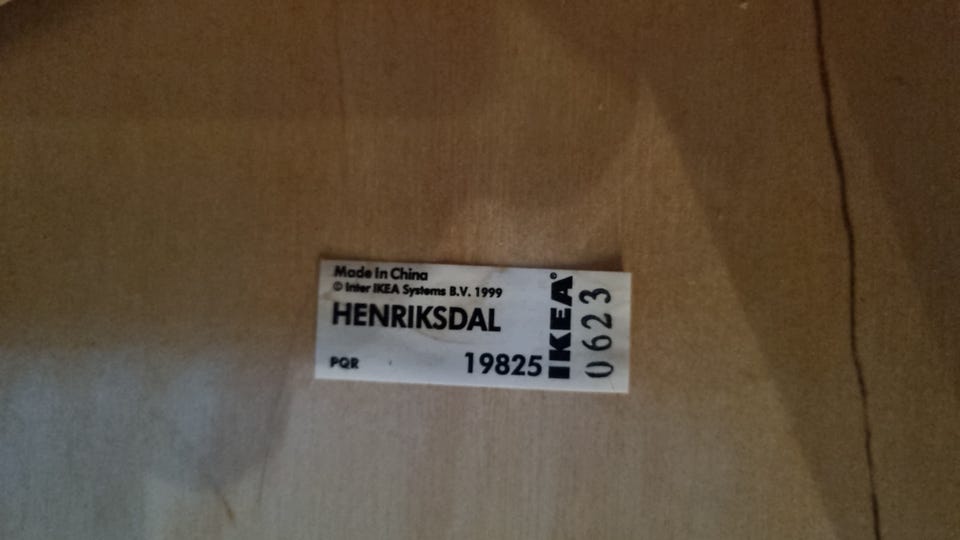 Made In China
© Inter IKEA Systems B.V. 1999
HENRIKSDAL
PQR 19825
IKEA®
0623